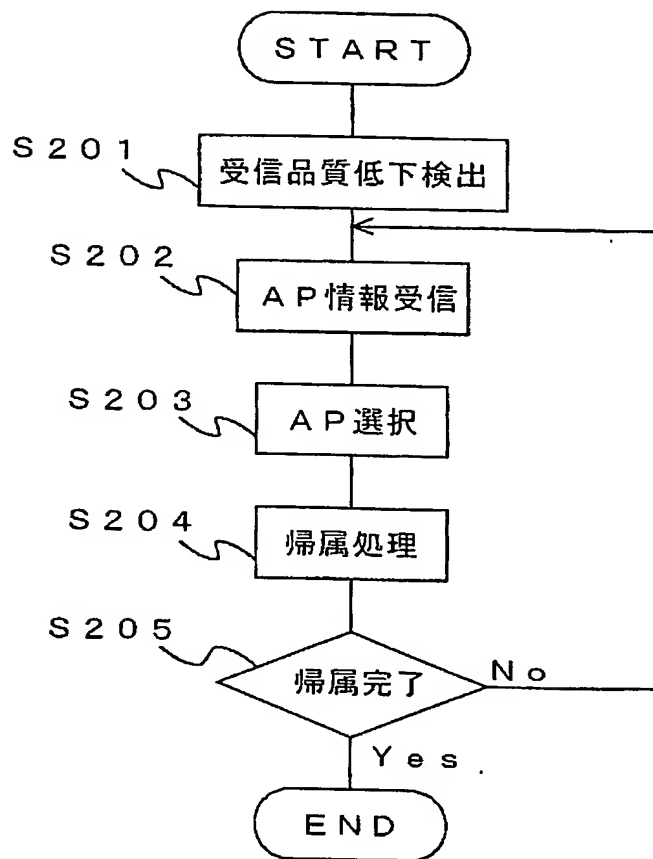 START
S201
受信品質低下検出
S202
AP情報受信
S203
AP選択
S204
帰属処理
S205
帰属完了
No
Yes
END